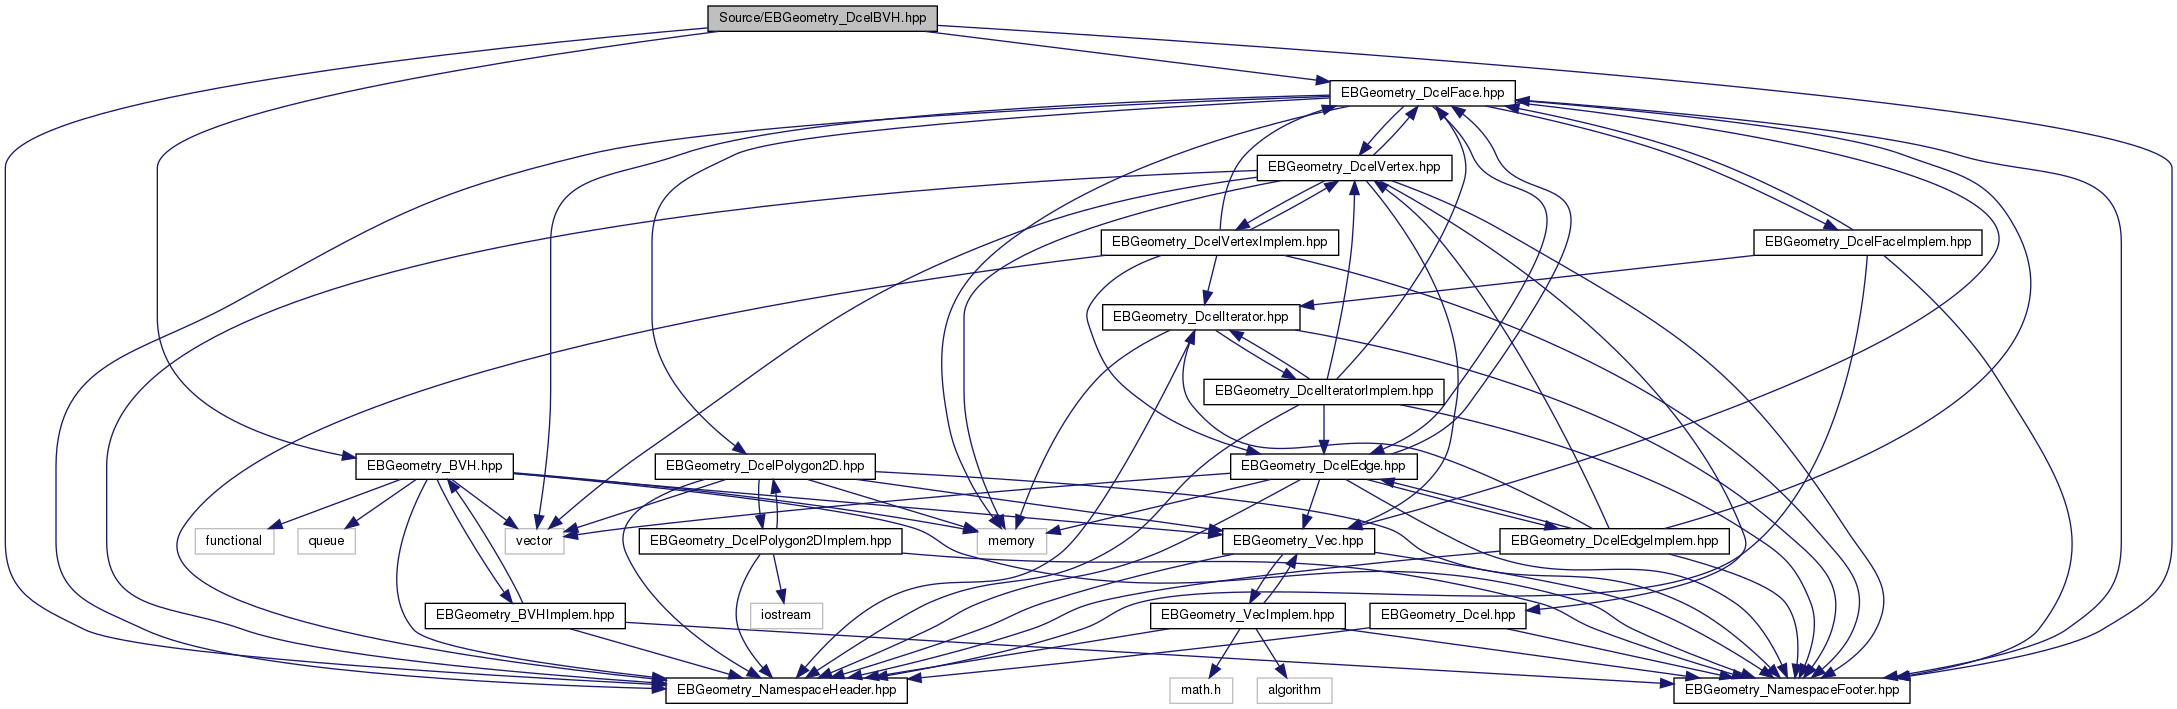 Source/EBGeometry_DcelBVH.hpp
EBGeometry_DcelFace.hpp
EBGeometry_DcelVertex.hpp
EBGeometry_DcelVertexImplem.hpp
EBGeometry_DcelFaceImplem.hpp
EBGeometry_DcelIterator.hpp
EBGeometry_DcelIteratorImplem.hpp
EBGeometry_BVH.hpp
EBGeometry_DcelPolygon2D.hpp
EBGeometry_DcelEdge.hpp
functional
queue
vector
EBGeometry_DcelPolygon2DImplem.hpp
memory
EBGeometry_Vec.hpp
EBGeometry_DcelEdgeImplem.hpp
EBGeometry_BVHImplem.hpp
iostream
EBGeometry_VecImplem.hpp
EBGeometry_Dcel.hpp
EBGeometry_NamespaceHeader.hpp
math.h
algorithm
EBGeometry_NamespaceFooter.hpp